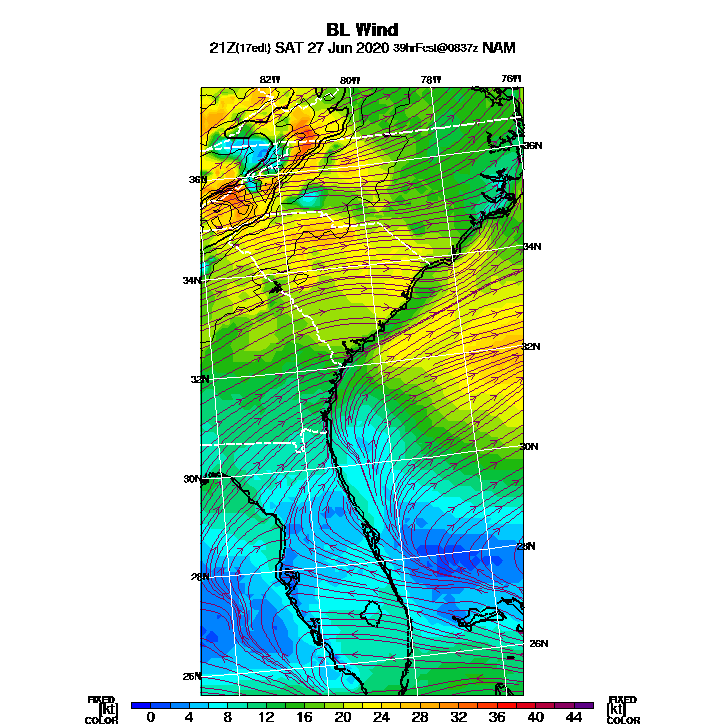 BL Wind
21Z(17edt) SAT 27 Jun 2020 39hrFcst@0837z NAM
82W 80W 78W 76W
36N
36N
34N
34N
32N
32N
30N
30N
28N
28N
26N
26N
FIXED [kt] COLOR
0 4 8 12 16 20 24 28 32 36 40 44
FIXED [kt] COLOR